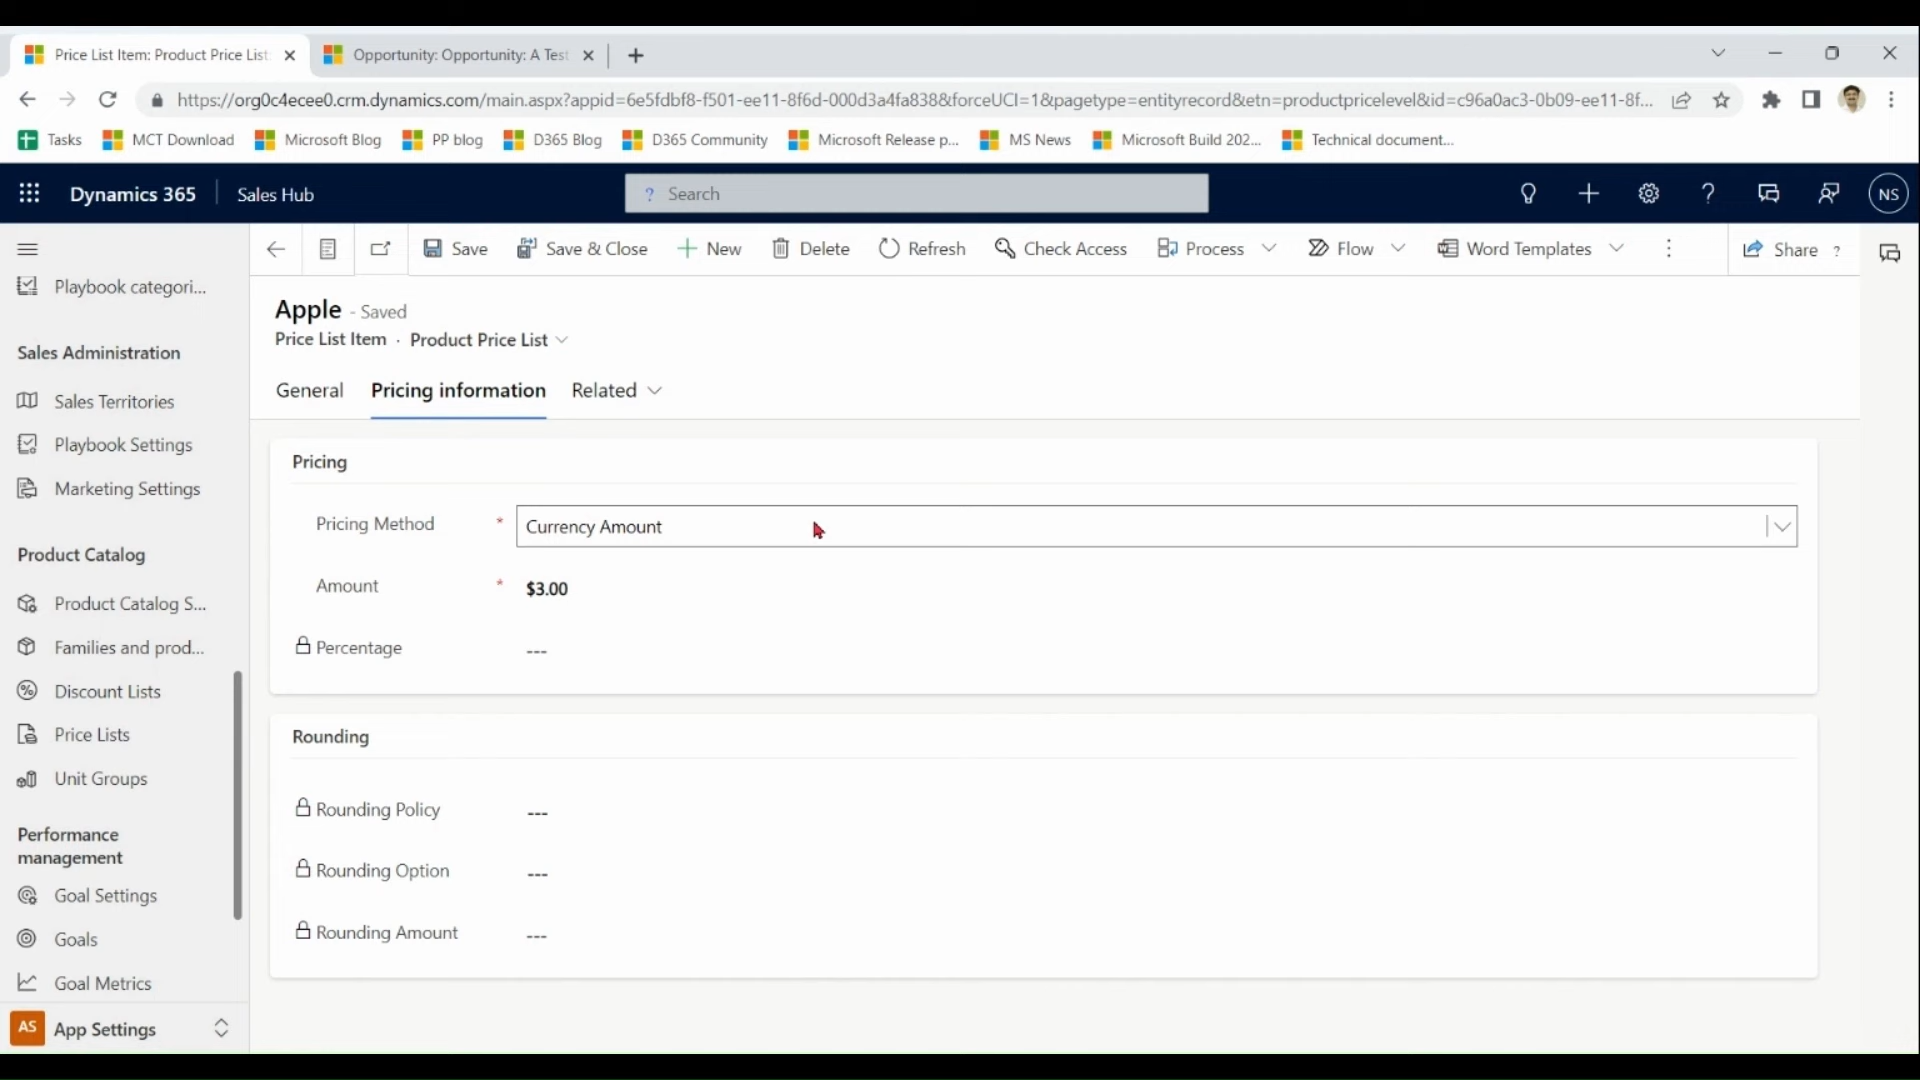 Price List Item: Product Price List
Opportunity: Opportunity: A Test
https://org0c4ecee0.crm.dynamics.com/main.aspx?appid=6e5fdbf8-f501-ee11-8f6d-000d3a4fa838&forceUCI=1&pagetype=entityrecord&etn=productpricelevel&id=c96a0ac3-0b09-ee11-8f...
Tasks MCT Download Microsoft Blog PP blog D365 Blog D365 Community Microsoft Release p... MS News Microsoft Build 202... Technical document...
Dynamics 365 Sales Hub ? Search ? NS
Save Save & Close New Delete Refresh Check Access Process Flow Word Templates Share ?
Playbook categori...
Sales Administration
Sales Territories
Playbook Settings
Marketing Settings
Product Catalog
Product Catalog S...
Families and prod...
Discount Lists
Price Lists
Unit Groups
Performance
management
Goal Settings
Goals
Goal Metrics
AS App Settings
Apple - Saved
Price List Item · Product Price List
General Pricing information Related
Pricing
Pricing Method * Currency Amount
Amount * $3.00
Percentage ---
Rounding
Rounding Policy ---
Rounding Option ---
Rounding Amount ---